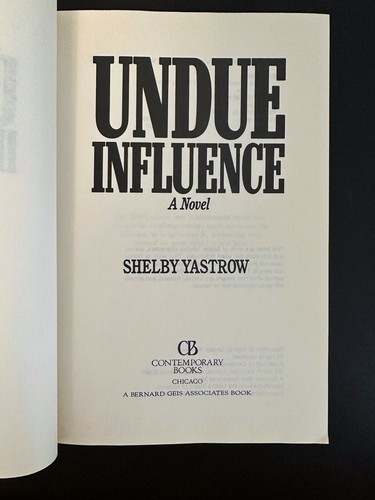 UNDUE
INFLUENCE
A Novel
SHELBY YASTROW
CB
CONTEMPORARY
BOOKS
CHICAGO
A BERNARD GEIS ASSOCIATES BOOK